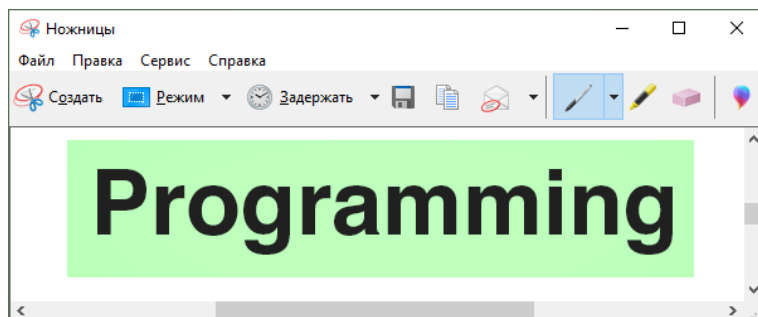 Ножницы
Файл Правка Сервис Справка
Создать Режим Задержать
Programming